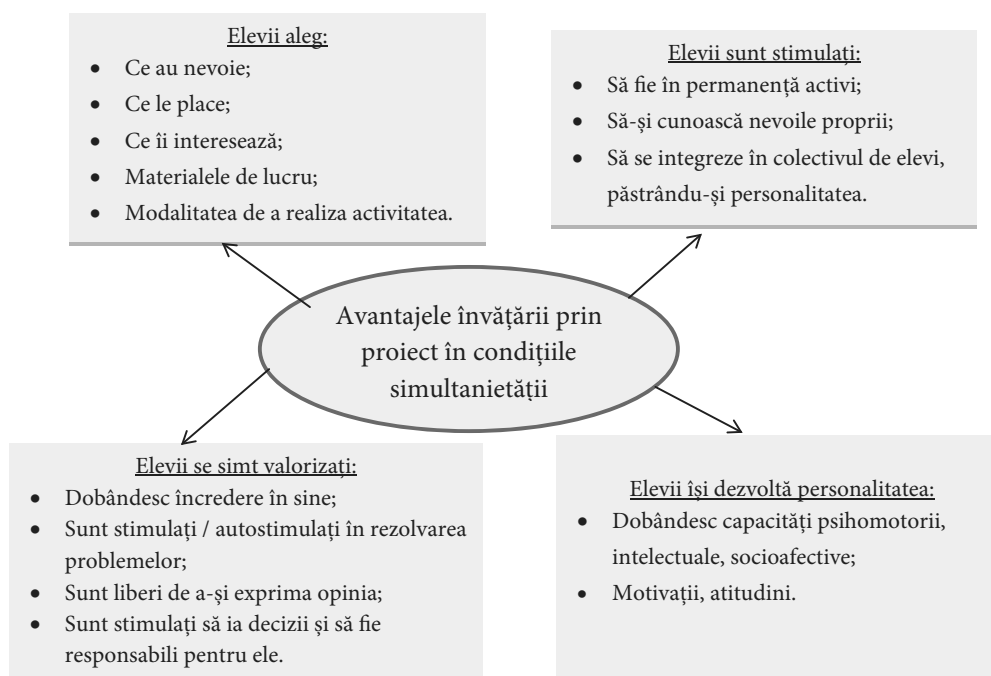 Elevii aleg:
• Ce au nevoie;
• Ce le place;
• Ce îi interesează;
• Materialele de lucru;
• Modalitatea de a realiza activitatea.
Elevii sunt stimulați:
• Să fie în permanență activi;
• Să-și cunoască nevoile proprii;
• Să se integreze în colectivul de elevi,
păstrându-și personalitatea.
Avantajele învățării prin
proiect în condițiile
simultanietății
Elevii se simt valorizați:
• Dobândesc încredere în sine;
• Sunt stimulați / autostimulați în rezolvarea
problemelor;
• Sunt liberi de a-și exprima opinia;
• Sunt stimulați să ia decizii și să fie
responsabili pentru ele.
Elevii își dezvoltă personalitatea:
• Dobândesc capacități psihomotorii,
intelectuale, socioafective;
• Motivații, atitudini.